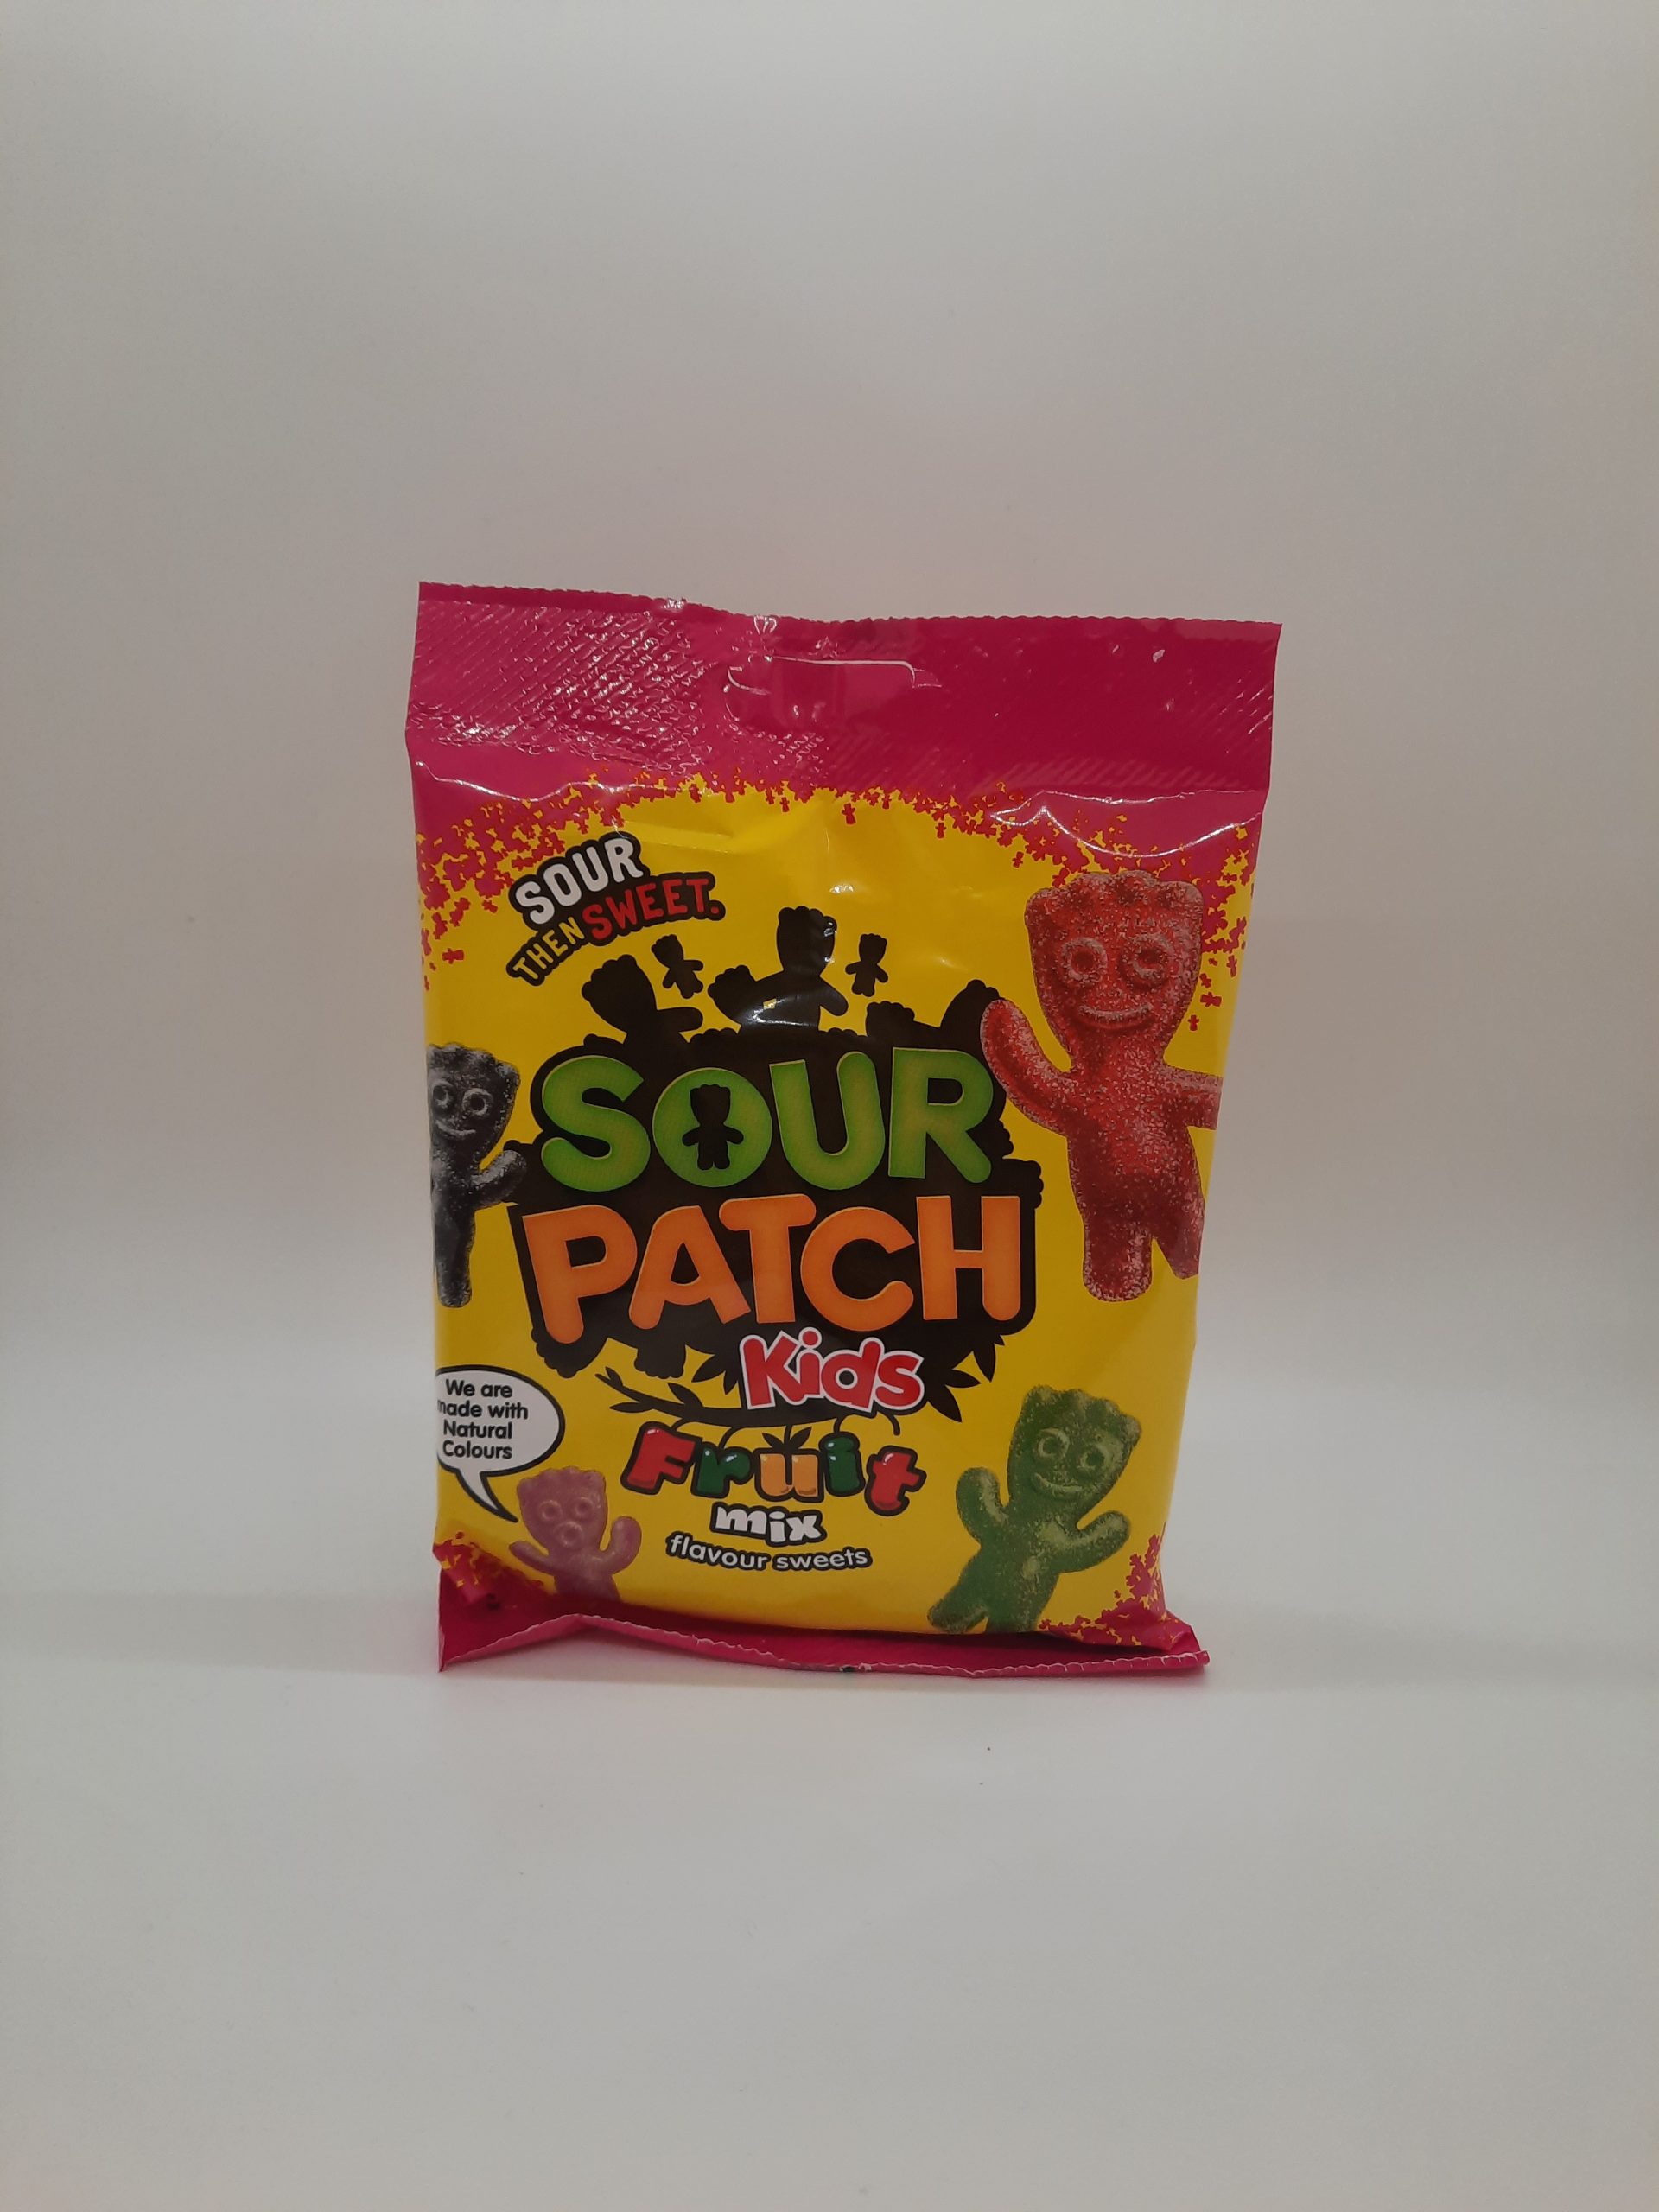 SOUR
THEN SWEET.
SOUR
PATCH
Kids
We are
made with
Natural
Colours
Fruit
mix
flavour sweets